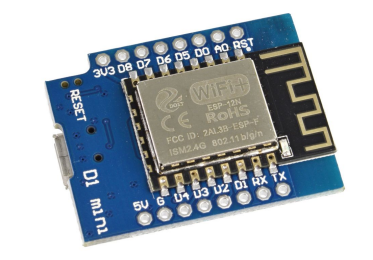 3V3 D8 D7 D6 D5 D0 A0 RST
RESET
WiFi
ESP-12N
RoHS
FCC ID: 2AL3B-ESP-F
ISM2.4G 802.11b/g/n
D1 mini
5V G D4 D3 D2 D1 RX TX